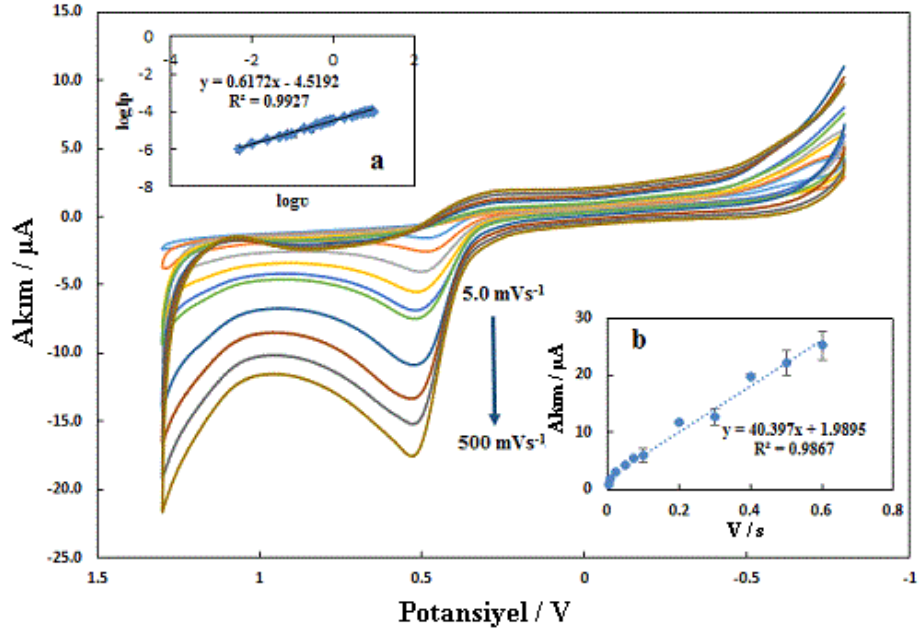 15.0
10.0
5.0
0.0
-5.0
-10.0
-15.0
-20.0
-25.0
Akım / µA
1.5
1
0.5
0
-0.5
-1
Potansiyel / V
-4
-2
0
2
0
-2
-4
-6
-8
logIp
logυ
y = 0.6172x - 4.5192
R² = 0.9927
a
5.0 mVs⁻¹
500 mVs⁻¹
b
30
20
10
0
Akım / µA
y = 40.397x + 1.9895
R² = 0.9867
0
0.2
0.4
0.6
0.8
V / s